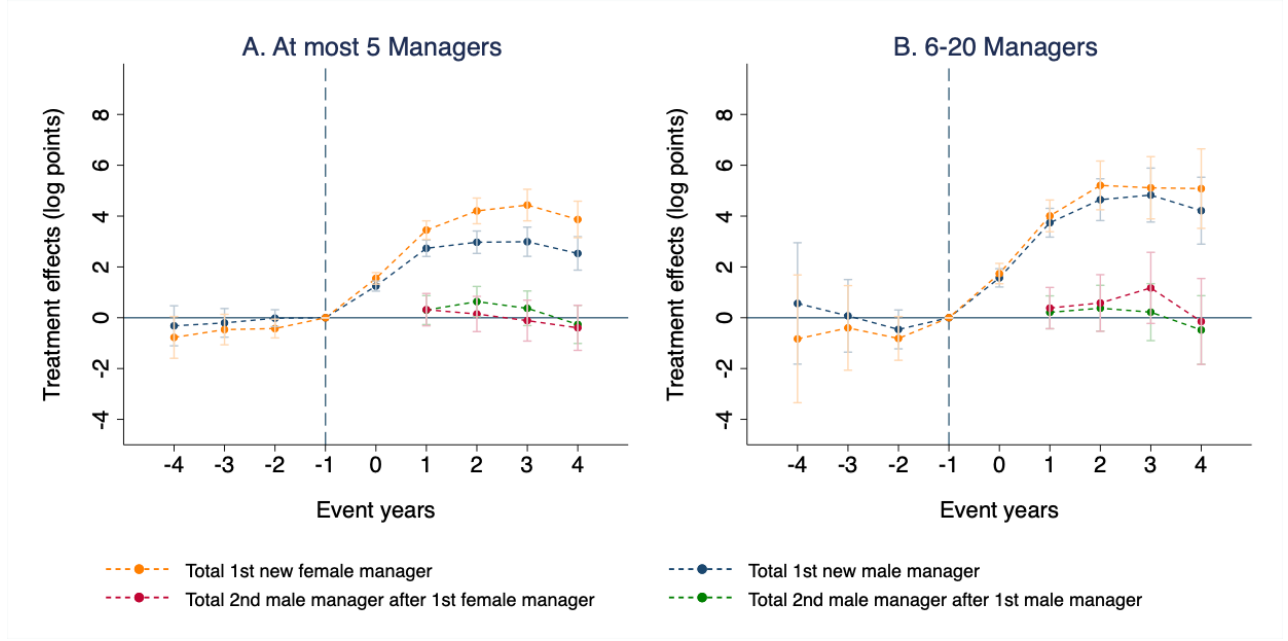 A. At most 5 Managers
B. 6-20 Managers
Treatment effects (log points)
8
6
4
2
0
-2
-4
-4 -3 -2 -1 0 1 2 3 4
Event years
Treatment effects (log points)
8
6
4
2
0
-2
-4
-4 -3 -2 -1 0 1 2 3 4
Event years
Total 1st new female manager
Total 1st new male manager
Total 2nd male manager after 1st female manager
Total 2nd male manager after 1st male manager